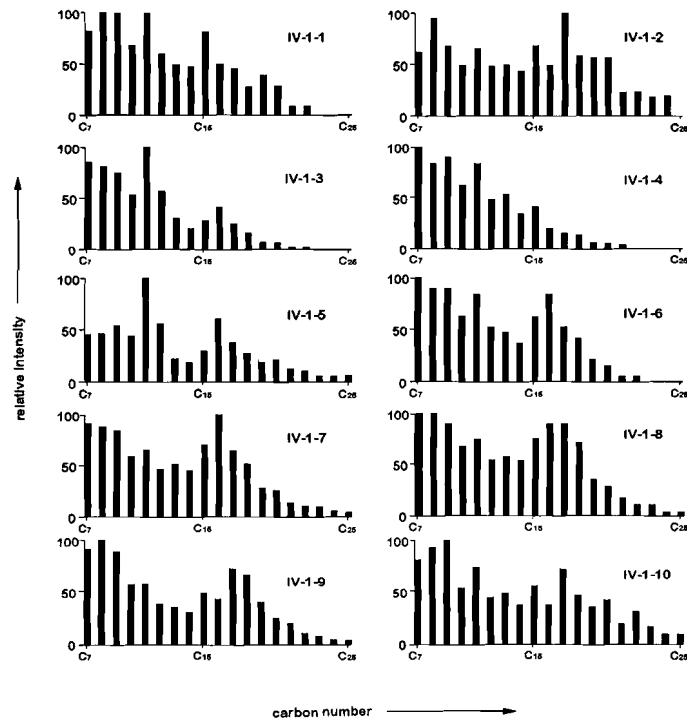 100
50
0
C7
C15
C25
IV-1-1
100
50
0
C7
C15
C25
IV-1-2
100
50
0
C7
C15
C25
IV-1-3
100
50
0
C7
C15
C25
IV-1-4
100
50
0
C7
C15
C25
IV-1-5
100
50
0
C7
C15
C25
IV-1-6
100
50
0
C7
C15
C25
IV-1-7
100
50
0
C7
C15
C25
IV-1-8
100
50
0
C7
C15
C25
IV-1-9
100
50
0
C7
C15
C25
IV-1-10
relative intensity
carbon number